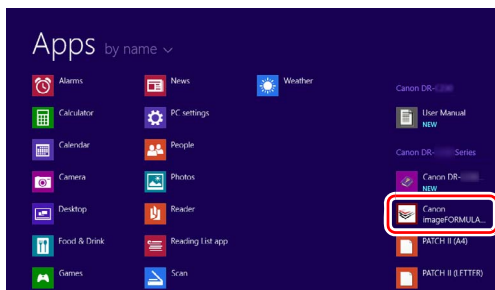 Apps by name
Alarms
Calculator
Calendar
Camera
Desktop
Food & Drink
Games
News
PC settings
People
Photos
Reader
Reading List app
Scan
Weather
Canon DR-
User Manual
NEW
Canon DR- Series
Canon DR-
NEW
Canon
imageFORMULA...
PATCH II (A4)
PATCH II (LETTER)